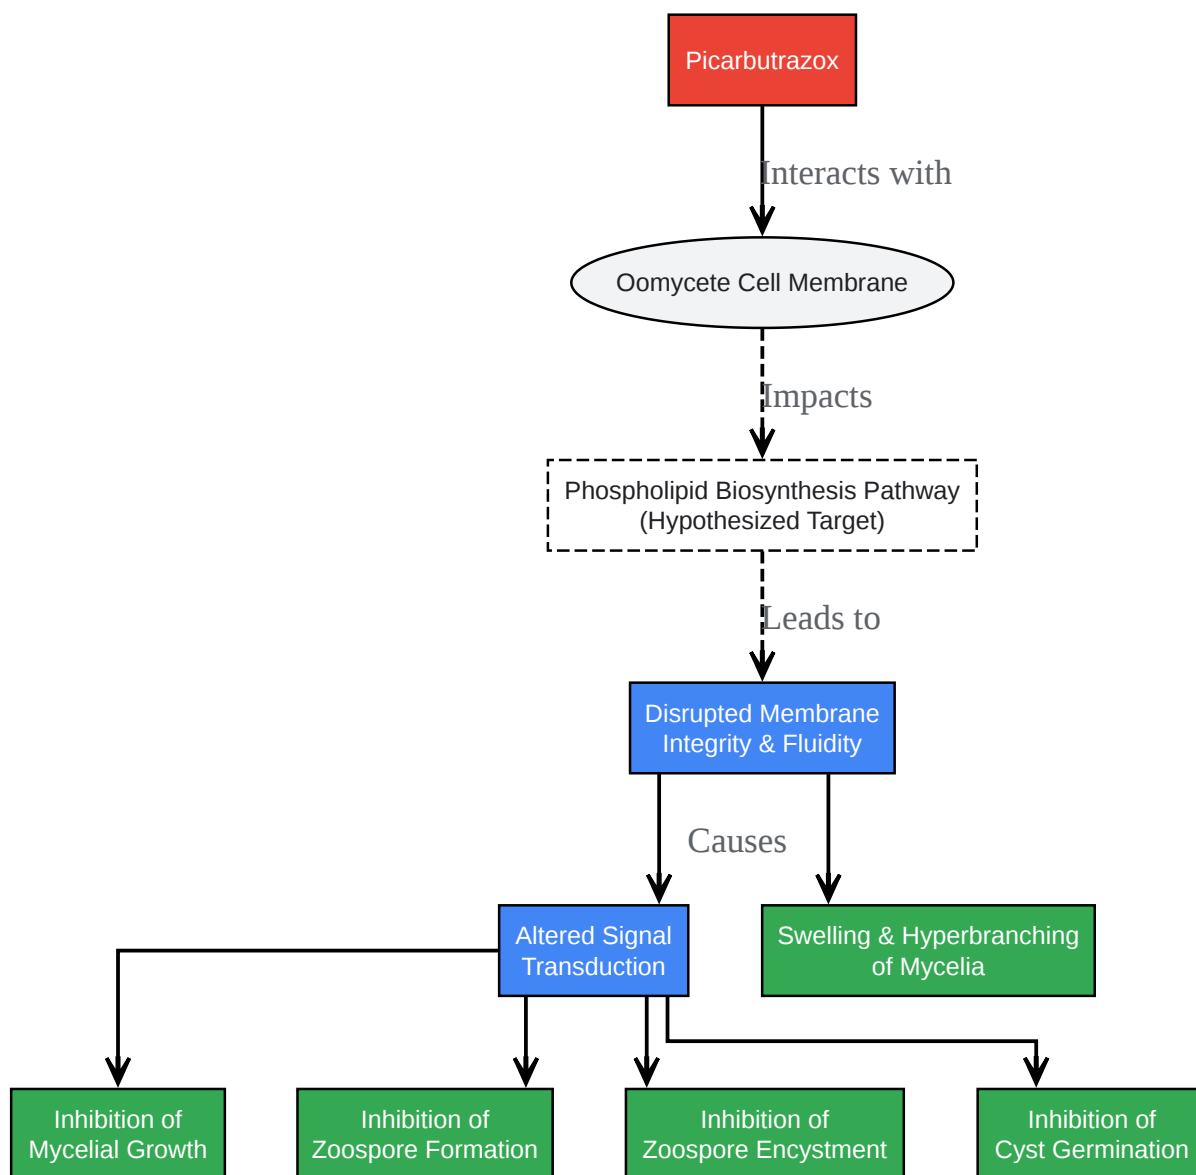 Picarbutrazox
Interacts with
Oomycete Cell Membrane
Impacts
Phospholipid Biosynthesis Pathway
(Hypothesized Target)
Leads to
Disrupted Membrane
Integrity & Fluidity
Causes
Altered Signal
Transduction
Swelling & Hyperbranching
of Mycelia
Inhibition of
Mycelial Growth
Inhibition of
Zoospore Formation
Inhibition of
Zoospore Encystment
Inhibition of
Cyst Germination